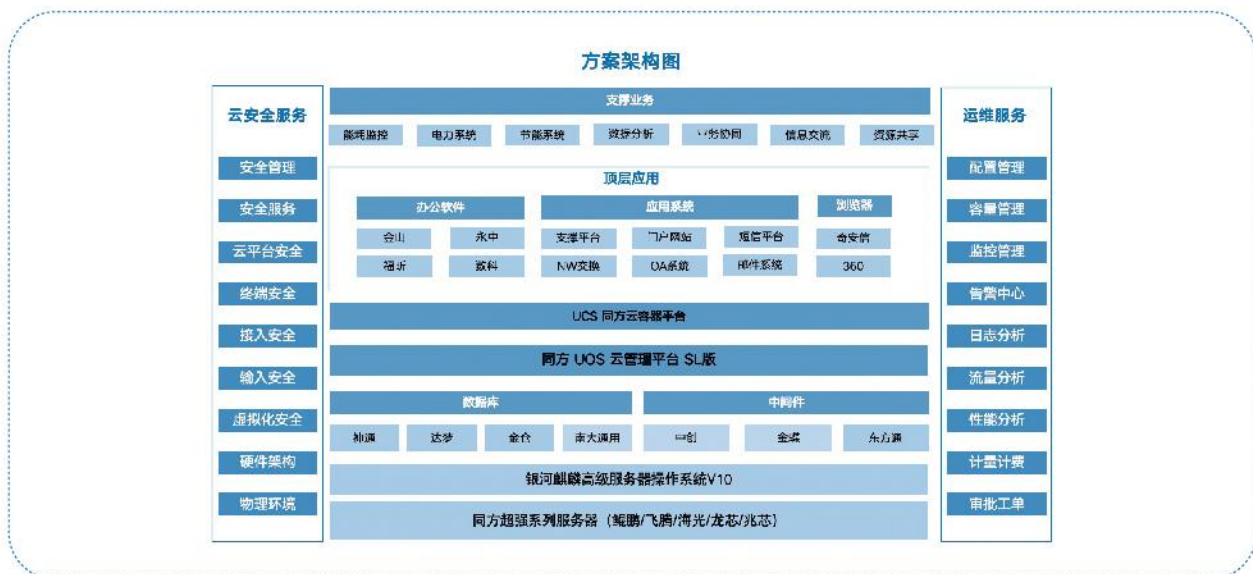 方案架构图
云安全服务
安全管理
安全服务
云平台安全
终端安全
接入安全
输入安全
虚拟化安全
硬件架构
物理环境
支撑业务
能耗监控 电力系统 节能系统 数据分析 业务协同 信息交流 资源共享
顶层应用
办公软件 应用系统 浏览器
金山 永中 支撑平台 门户网站 短信平台 奇安信
福昕 数科 NW交换 OA系统 邮件系统 360
UCS 同方云容器平台
同方 UOS 云管理平台 SL版
数据库 中间件
神通 达梦 金仓 南大通用 中创 金蝶 东方通
银河麒麟高级服务器操作系统V10
同方超强系列服务器（鲲鹏/飞腾/海光/龙芯/兆芯）
运维服务
配置管理
容量管理
监控管理
告警中心
日志分析
流量分析
性能分析
计量计费
审批工单